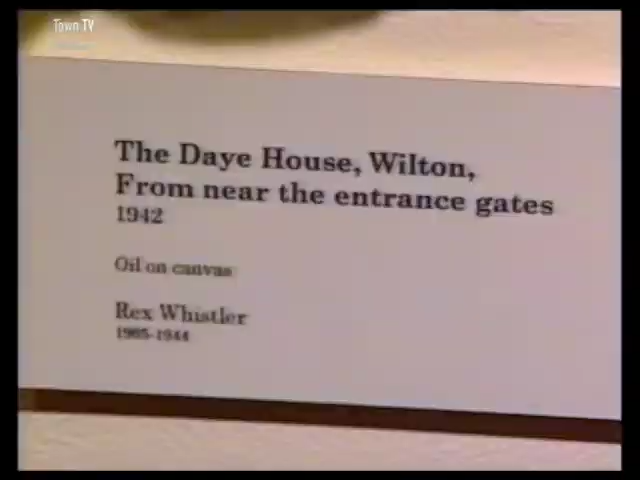 Town TV
The Daye House, Wilton,
From near the entrance gates
1942
Oil on canvas
Rex Whistler
1905-1944